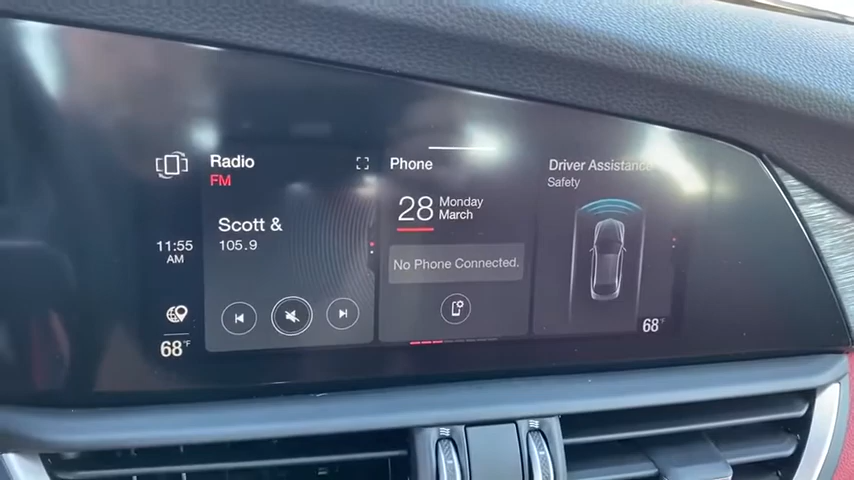 Radio
FM
Scott &
105.9
11:55
AM
68°F
Phone
28
Monday
March
No Phone Connected.
Driver Assistance
Safety
68°F